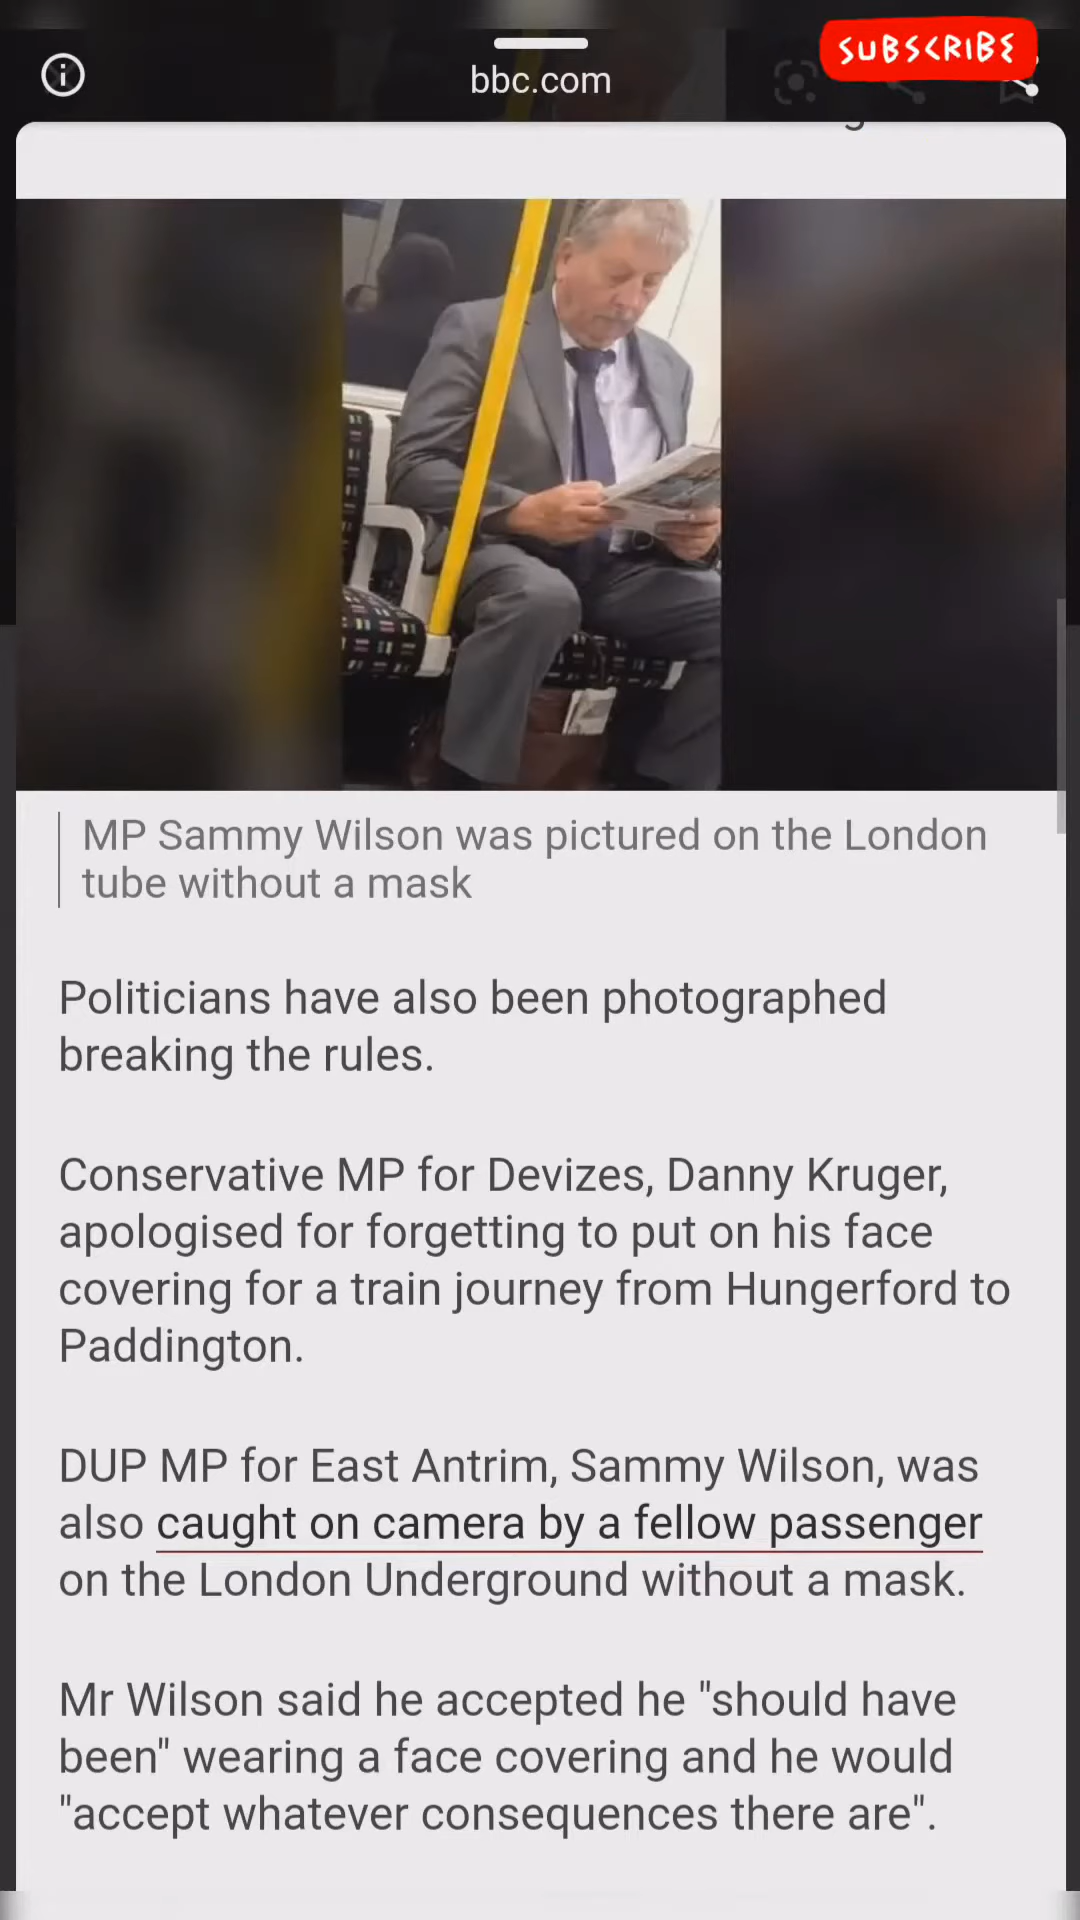 SUBSCRIBE
bbc.com
MP Sammy Wilson was pictured on the London
tube without a mask
Politicians have also been photographed
breaking the rules.
Conservative MP for Devizes, Danny Kruger,
apologised for forgetting to put on his face
covering for a train journey from Hungerford to
Paddington.
DUP MP for East Antrim, Sammy Wilson, was
also caught on camera by a fellow passenger
on the London Underground without a mask.
Mr Wilson said he accepted he "should have
been" wearing a face covering and he would
"accept whatever consequences there are".